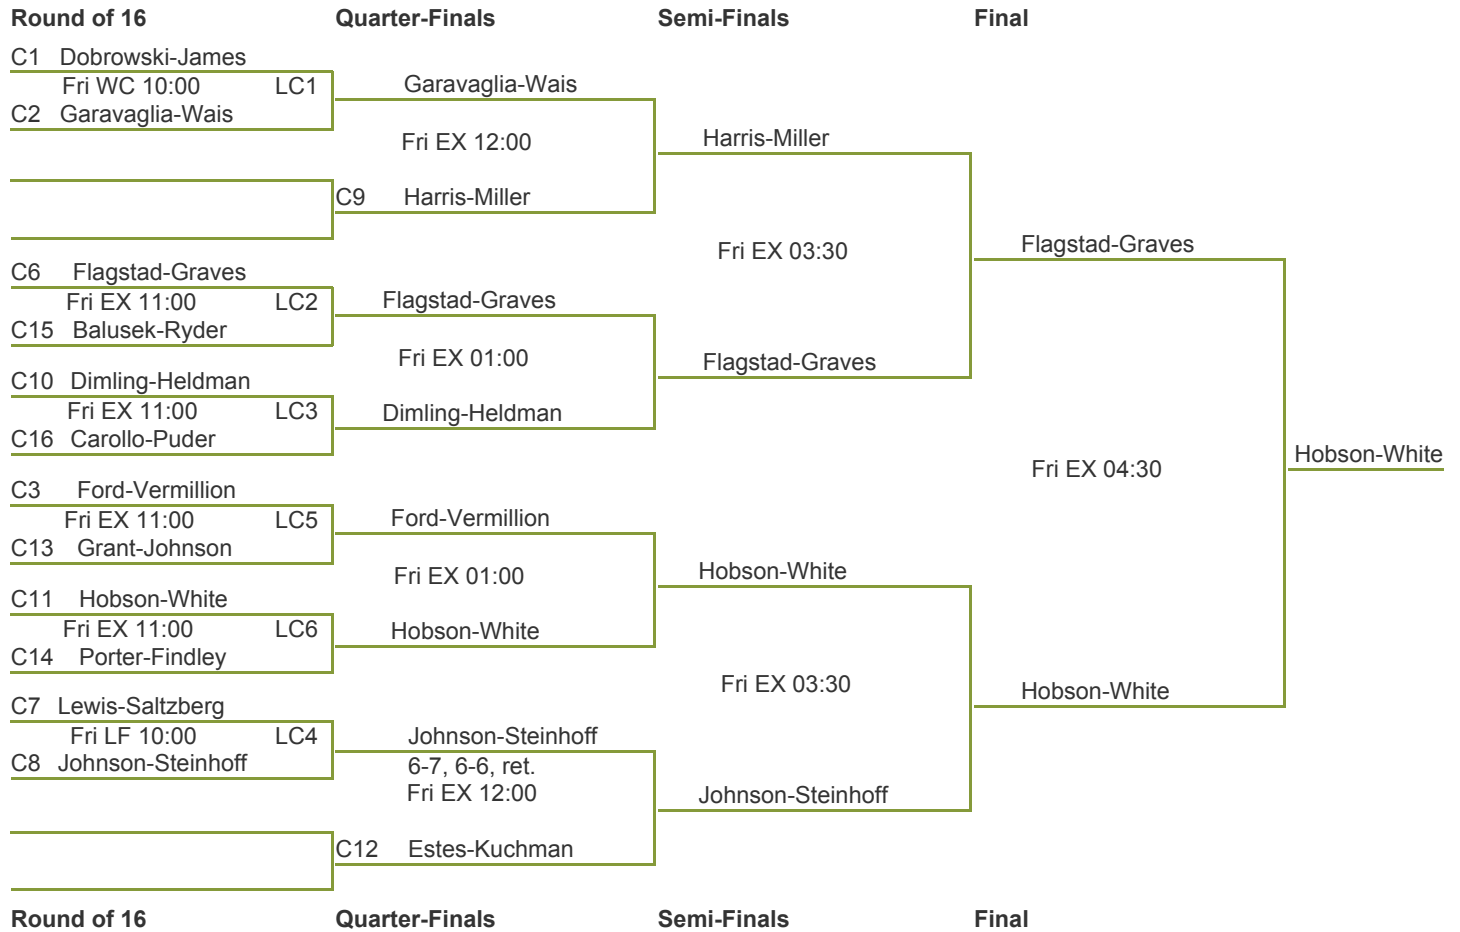 Round of 16 Quarter-Finals Semi-Finals Final
C1 Dobrowski-James
Fri WC 10:00 LC1
C2 Garavaglia-Wais
Garavaglia-Wais
Fri EX 12:00
C9 Harris-Miller
Harris-Miller
Fri EX 03:30
Flagstad-Graves
C6 Flagstad-Graves
Fri EX 11:00 LC2
C15 Balusek-Ryder
Flagstad-Graves
Fri EX 01:00
Flagstad-Graves
C10 Dimling-Heldman
Fri EX 11:00 LC3
C16 Carollo-Puder
Dimling-Heldman
Fri EX 04:30
Hobson-White
C3 Ford-Vermillion
Fri EX 11:00 LC5
C13 Grant-Johnson
Ford-Vermillion
Fri EX 01:00
Hobson-White
C11 Hobson-White
Fri EX 11:00 LC6
C14 Porter-Findley
Hobson-White
Fri EX 03:30
Hobson-White
C7 Lewis-Saltzberg
Fri LF 10:00 LC4
C8 Johnson-Steinhoff
Johnson-Steinhoff
6-7, 6-6, ret.
Fri EX 12:00
Johnson-Steinhoff
C12 Estes-Kuchman
Round of 16 Quarter-Finals Semi-Finals Final